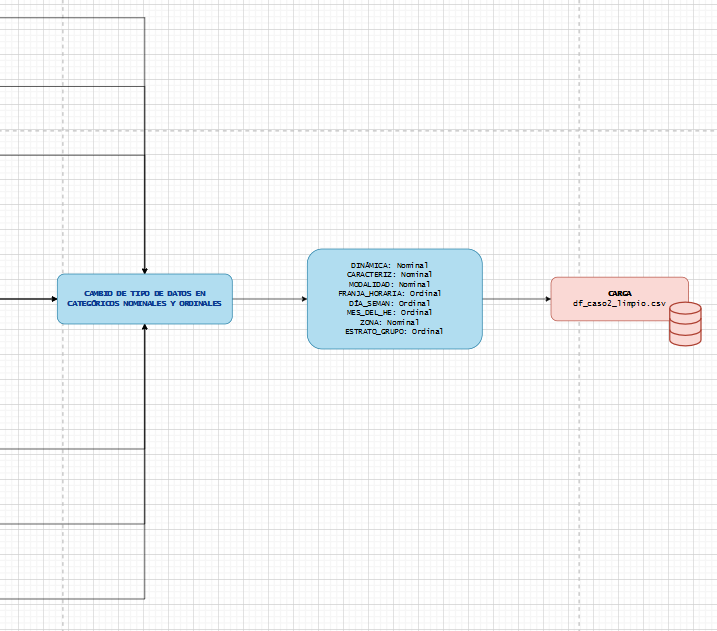 CAMBIO DE TIPO DE DATOS EN
CATEGÓRICOS NOMINALES Y ORDINALES
DINÁMICA: Nominal
CARACTERIZ: Nominal
MODALIDAD: Nominal
FRANJA_HORARIA: Ordinal
DÍA_SEMAN: Ordinal
MES_DEL_HE: Ordinal
ZONA: Nominal
ESTRATO_GRUPO: Ordinal
CARGA
df_caso2_limpio.csv